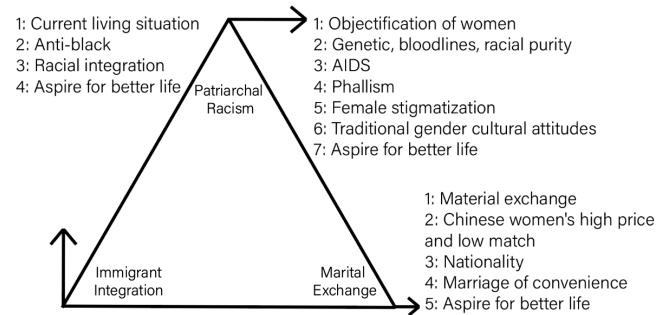 1: Current living situation
2: Anti-black
3: Racial integration
4: Aspire for better life
Patriarchal
Racism
1: Objectification of women
2: Genetic, bloodlines, racial purity
3: AIDS
4: Phallism
5: Female stigmatization
6: Traditional gender cultural attitudes
7: Aspire for better life
Immigrant
Integration
Marital
Exchange
1: Material exchange
2: Chinese women's high price
and low match
3: Nationality
4: Marriage of convenience
5: Aspire for better life